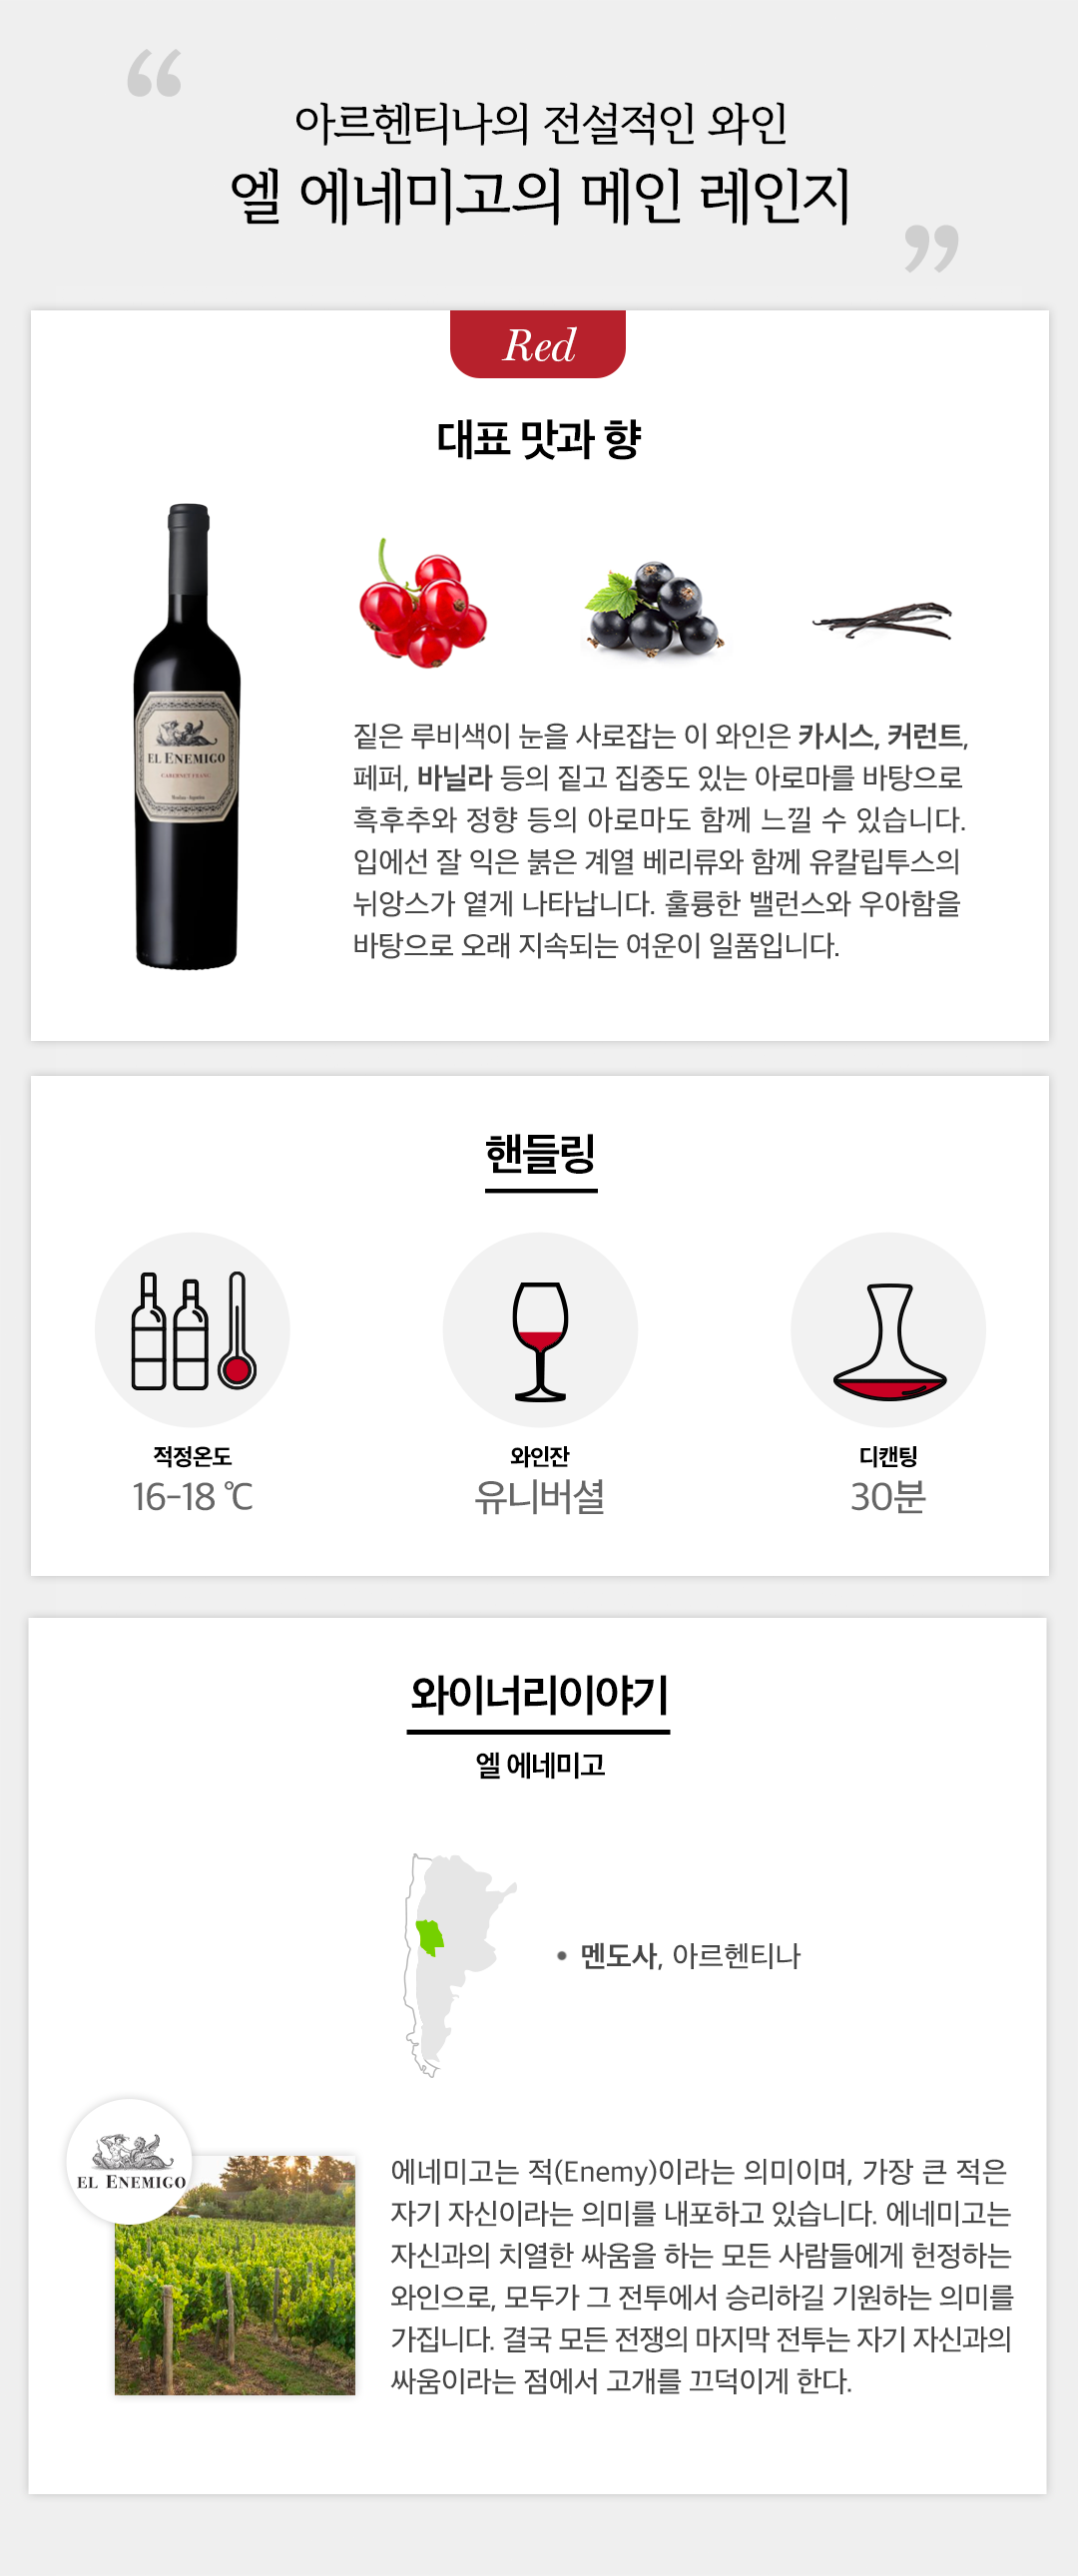 “
아르헨티나의 전설적인 와인
엘 에네미고의 메인 레인지
”
Red
대표 맛과 향
EL ENEMIGO
CABERNET FRANC
짙은 루비색이 눈을 사로잡는 이 와인은 카시스, 커런트,
페퍼, 바닐라 등의 짙고 집중도 있는 아로마를 바탕으로
흑후추와 정향 등의 아로마도 함께 느낄 수 있습니다.
입에선 잘 익은 붉은 계열 베리류와 함께 유칼립투스의
뉘앙스가 옅게 나타납니다. 훌륭한 밸런스와 우아함을
바탕으로 오래 지속되는 여운이 일품입니다.
핸들링
적정온도
16-18 ℃
와인잔
유니버셜
디캔팅
30분
와이너리이야기
엘 에네미고
• 멘도사, 아르헨티나
EL ENEMIGO
에네미고는 적(Enemy)이라는 의미이며, 가장 큰 적은
자기 자신이라는 의미를 내포하고 있습니다. 에네미고는
자신과의 치열한 싸움을 하는 모든 사람들에게 헌정하는
와인으로, 모두가 그 전투에서 승리하길 기원하는 의미를
가집니다. 결국 모든 전쟁의 마지막 전투는 자기 자신과의
싸움이라는 점에서 고개를 끄덕이게 한다.